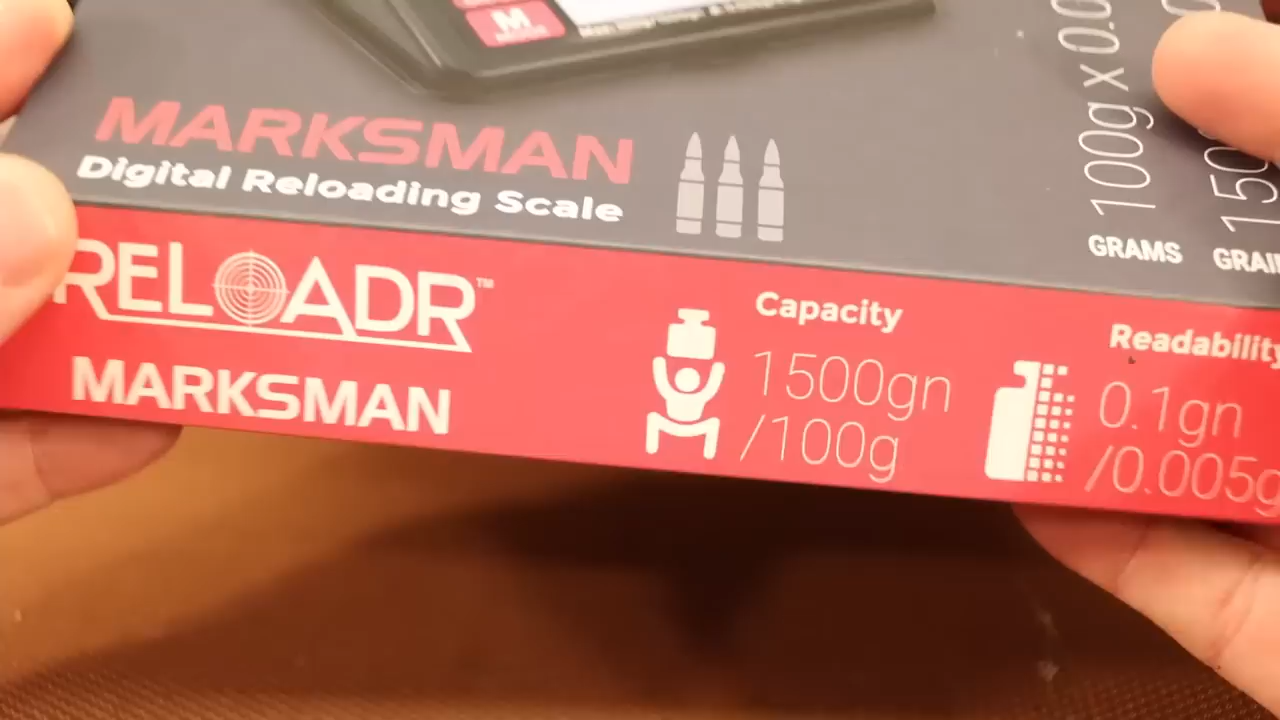 M
MARKSMAN
Digital Reloading Scale
100g x 0.0
GRAMS
150
GRAI
RELOADR™
MARKSMAN
Capacity
1500gn
/100g
Readability
0.1gn
/0.005g